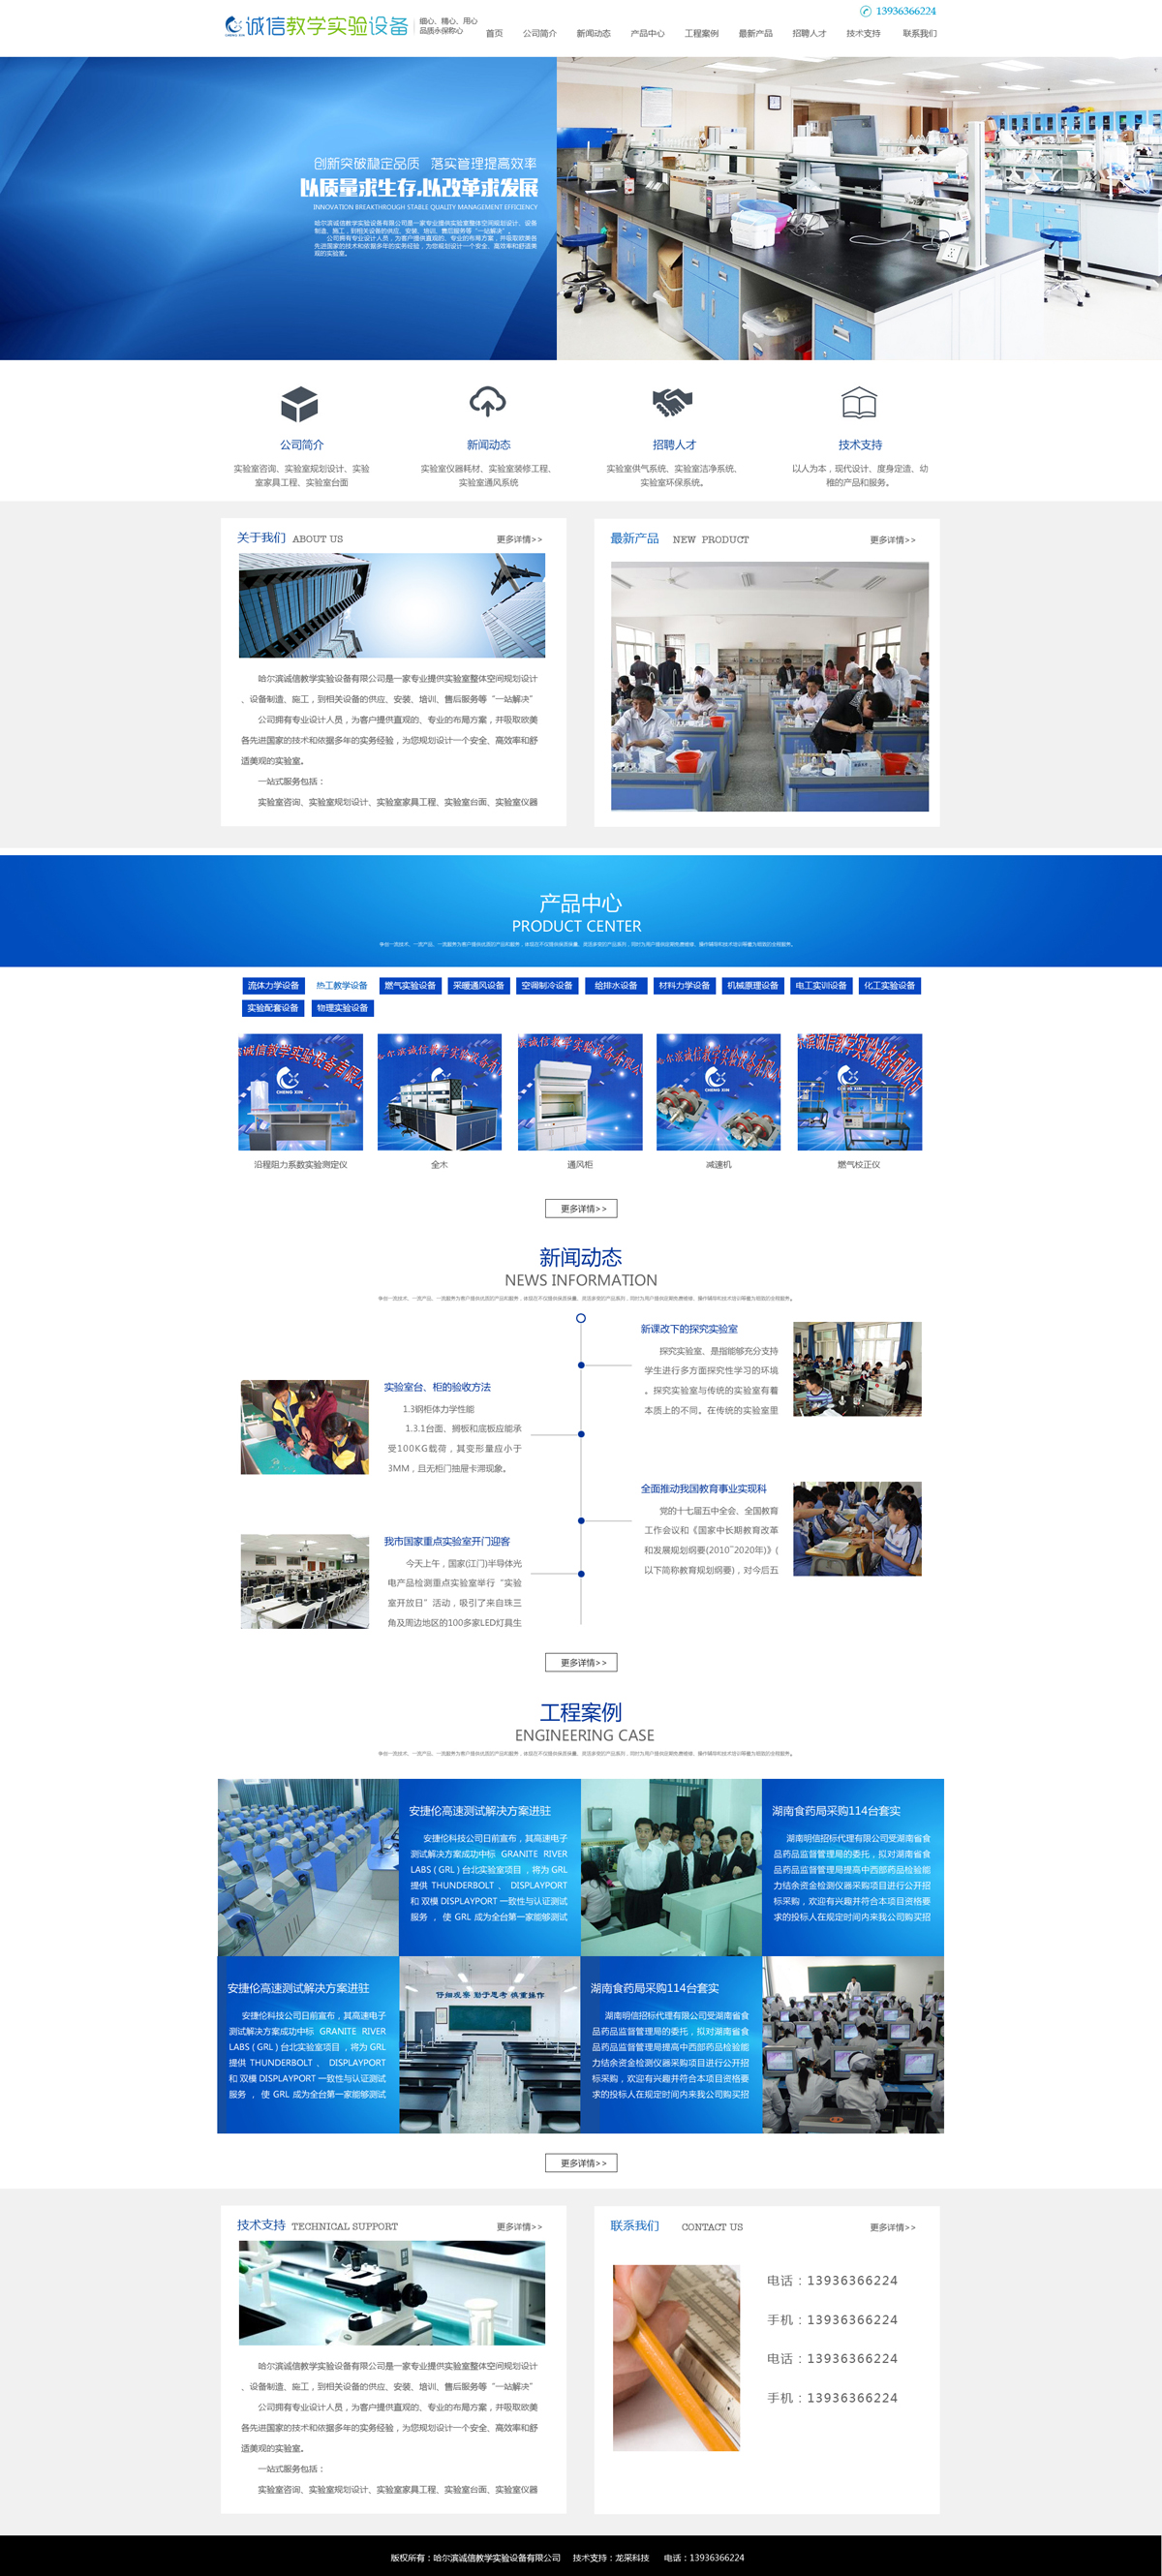 13936366224
诚信教学实验设备
CHENG XIN
细心、精心、用心
品质永保称心
首页 公司简介 新闻动态 产品中心 工程案例 最新产品 招聘人才 技术支持 联系我们
创新突破稳定品质 落实管理提高效率
以质量求生存,以改革求发展
INNOVATION BREAKTHROUGH STABLE QUALITY MANAGEMENT EFFICIENCY
哈尔滨诚信教学实验设备有限公司是一家专业提供实验室整体空间规划设计、设备
制造、施工，到相关设备的供应、安装、培训、售后服务等“一站解决”。
公司拥有专业设计人员，为客户提供直观的、专业的布局方案，并吸取欧美各
先进国家的技术和依据多年的实务经验，为您规划设计一个安全、高效率和舒适美
观的实验室。
公司简介 新闻动态 招聘人才 技术支持
实验室咨询、实验室规划设计、实验
室家具工程、实验室台面
实验室仪器耗材、实验室装修工程、
实验室通风系统
实验室供气系统、实验室洁净系统、
实验室环保系统。
以人为本，现代设计、度身定造、幼
稚的产品和服务。
关于我们 ABOUT US 更多详情>>
哈尔滨诚信教学实验设备有限公司是一家专业提供实验室整体空间规划设计
、设备制造、施工，到相关设备的供应、安装、培训、售后服务等“一站解决”
公司拥有专业设计人员，为客户提供直观的、专业的布局方案，并吸取欧美
各先进国家的技术和依据多年的实务经验，为您规划设计一个安全、高效率和舒
适美观的实验室。
一站式服务包括：
实验室咨询、实验室规划设计、实验室家具工程、实验室台面、实验室仪器
最新产品 NEW PRODUCT 更多详情>>
产品中心
PRODUCT CENTER
流体力学设备 热工教学设备 燃气实验设备 采暖通风设备 空调制冷设备 给排水设备 材料力学设备 机械原理设备 电工实训设备 化工实验设备
实验配套设备 物理实验设备
CHENG XIN
沿程阻力系数实验测定仪 全木 通风柜 减速机 燃气校正仪
更多详情>>
新闻动态
NEWS INFORMATION
新课改下的探究实验室
探究实验室、是指能够充分支持
学生进行多方面探究性学习的环境
。探究实验室与传统的实验室有着
本质上的不同。在传统的实验室里
实验室台、柜的验收方法
1.3钢柜体力学性能
1.3.1台面、搁板和底板应能承
受100KG载荷，其变形量应小于
3MM，且无柜门抽屉卡滞现象。
全面推动我国教育事业实现科
党的十七届五中全会、全国教育
工作会议和《国家中长期教育改革
和发展规划纲要(2010~2020年)》(
以下简称教育规划纲要)，对今后五
我市国家重点实验室开门迎客
今天上午，国家(江门)半导体光
电产品检测重点实验室举行“实验
室开放日”活动，吸引了来自珠三
角及周边地区的100多家LED灯具生
更多详情>>
工程案例
ENGINEERING CASE
安捷伦高速测试解决方案进驻
安捷伦科技公司日前宣布，其高速电子
测试解决方案成功中标 GRANITE RIVER
LABS ( GRL ) 台北实验室项目，将为 GRL
提供 THUNDERBOLT 、 DISPLAYPORT
和 双模 DISPLAYPORT 一致性与认证测试
服务 ， 使 GRL 成为全台第一家能够测试
湖南食药局采购114台套实
湖南明信招标代理有限公司受湖南省食
品药品监督管理局的委托，拟对湖南省食
品药品监督管理局提高中西部药品检验能
力结余资金检测仪器采购项目进行公开招
标采购，欢迎有兴趣并符合本项目资格要
求的投标人在规定时间内来我公司购买招
安捷伦高速测试解决方案进驻
安捷伦科技公司日前宣布，其高速电子
测试解决方案成功中标 GRANITE RIVER
LABS ( GRL ) 台北实验室项目，将为 GRL
提供 THUNDERBOLT 、 DISPLAYPORT
和 双模 DISPLAYPORT 一致性与认证测试
服务 ， 使 GRL 成为全台第一家能够测试
仔细观察 勤于思考 慎重操作
湖南食药局采购114台套实
湖南明信招标代理有限公司受湖南省食
品药品监督管理局的委托，拟对湖南省食
品药品监督管理局提高中西部药品检验能
力结余资金检测仪器采购项目进行公开招
标采购，欢迎有兴趣并符合本项目资格要
求的投标人在规定时间内来我公司购买招
更多详情>>
技术支持 TECHNICAL SUPPORT 更多详情>>
哈尔滨诚信教学实验设备有限公司是一家专业提供实验室整体空间规划设计
、设备制造、施工，到相关设备的供应、安装、培训、售后服务等“一站解决”
公司拥有专业设计人员，为客户提供直观的、专业的布局方案，并吸取欧美
各先进国家的技术和依据多年的实务经验，为您规划设计一个安全、高效率和舒
适美观的实验室。
一站式服务包括：
实验室咨询、实验室规划设计、实验室家具工程、实验室台面、实验室仪器
联系我们 CONTACT US 更多详情>>
电话：13936366224
手机：13936366224
电话：13936366224
手机：13936366224
版权所有：哈尔滨诚信教学实验设备有限公司 技术支持：龙采科技 电话：13936366224